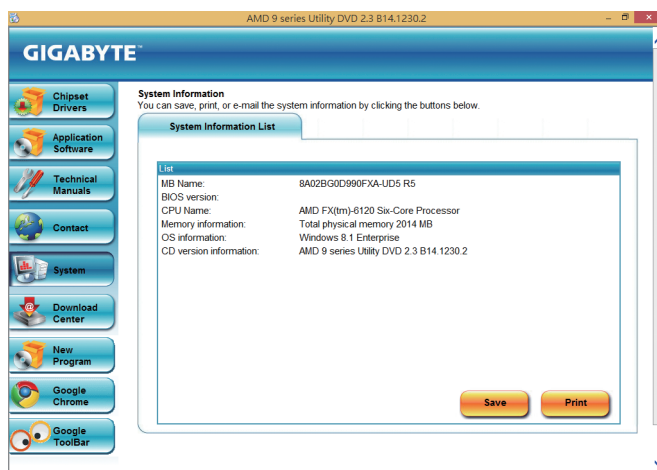 AMD 9 series Utility DVD 2.3 B14.1230.2
GIGABYTE™
Chipset
Drivers
Application
Software
Technical
Manuals
Contact
System
Download
Center
New
Program
Google
Chrome
Google
ToolBar
System Information
You can save, print, or e-mail the system information by clicking the buttons below.
System Information List
List
MB Name: 8A02BG0D990FXA-UD5 R5
BIOS version:
CPU Name: AMD FX(tm)-6120 Six-Core Processor
Memory information: Total physical memory 2014 MB
OS information: Windows 8.1 Enterprise
CD version information: AMD 9 series Utility DVD 2.3 B14.1230.2
Save Print